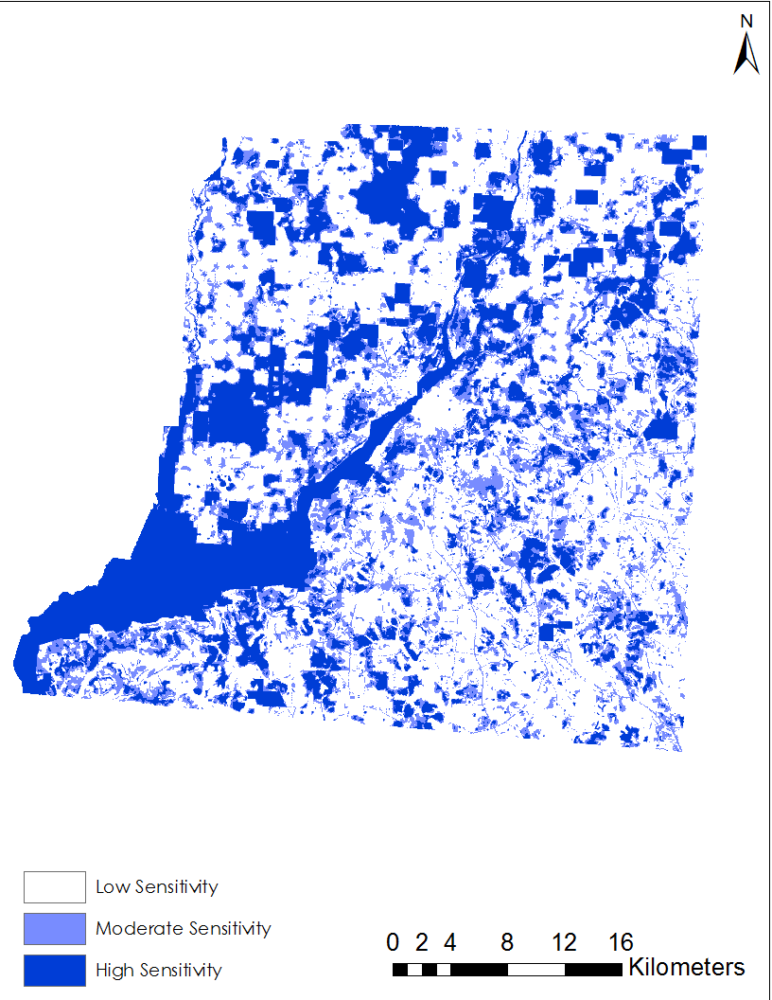 N
Low Sensitivity
Moderate Sensitivity
High Sensitivity
0 2 4 8 12 16
Kilometers